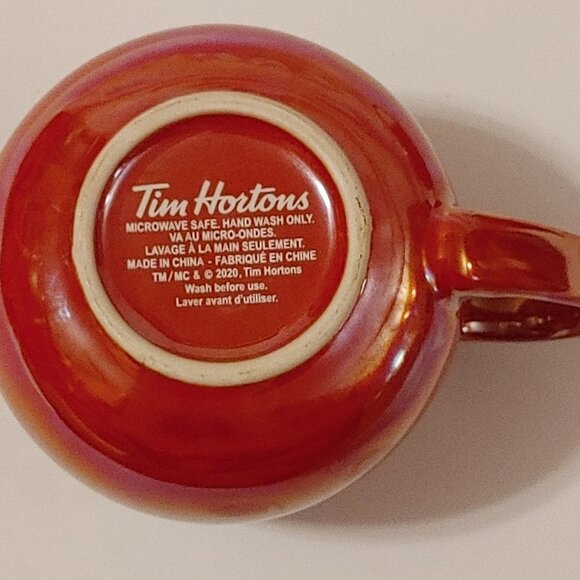 Tim Hortons
MICROWAVE SAFE. HAND WASH ONLY.
VA AU MICRO-ONDES.
LAVAGE À LA MAIN SEULEMENT.
MADE IN CHINA - FABRIQUÉ EN CHINE
TM/MC & © 2020, Tim Hortons
Wash before use.
Laver avant d'utiliser.